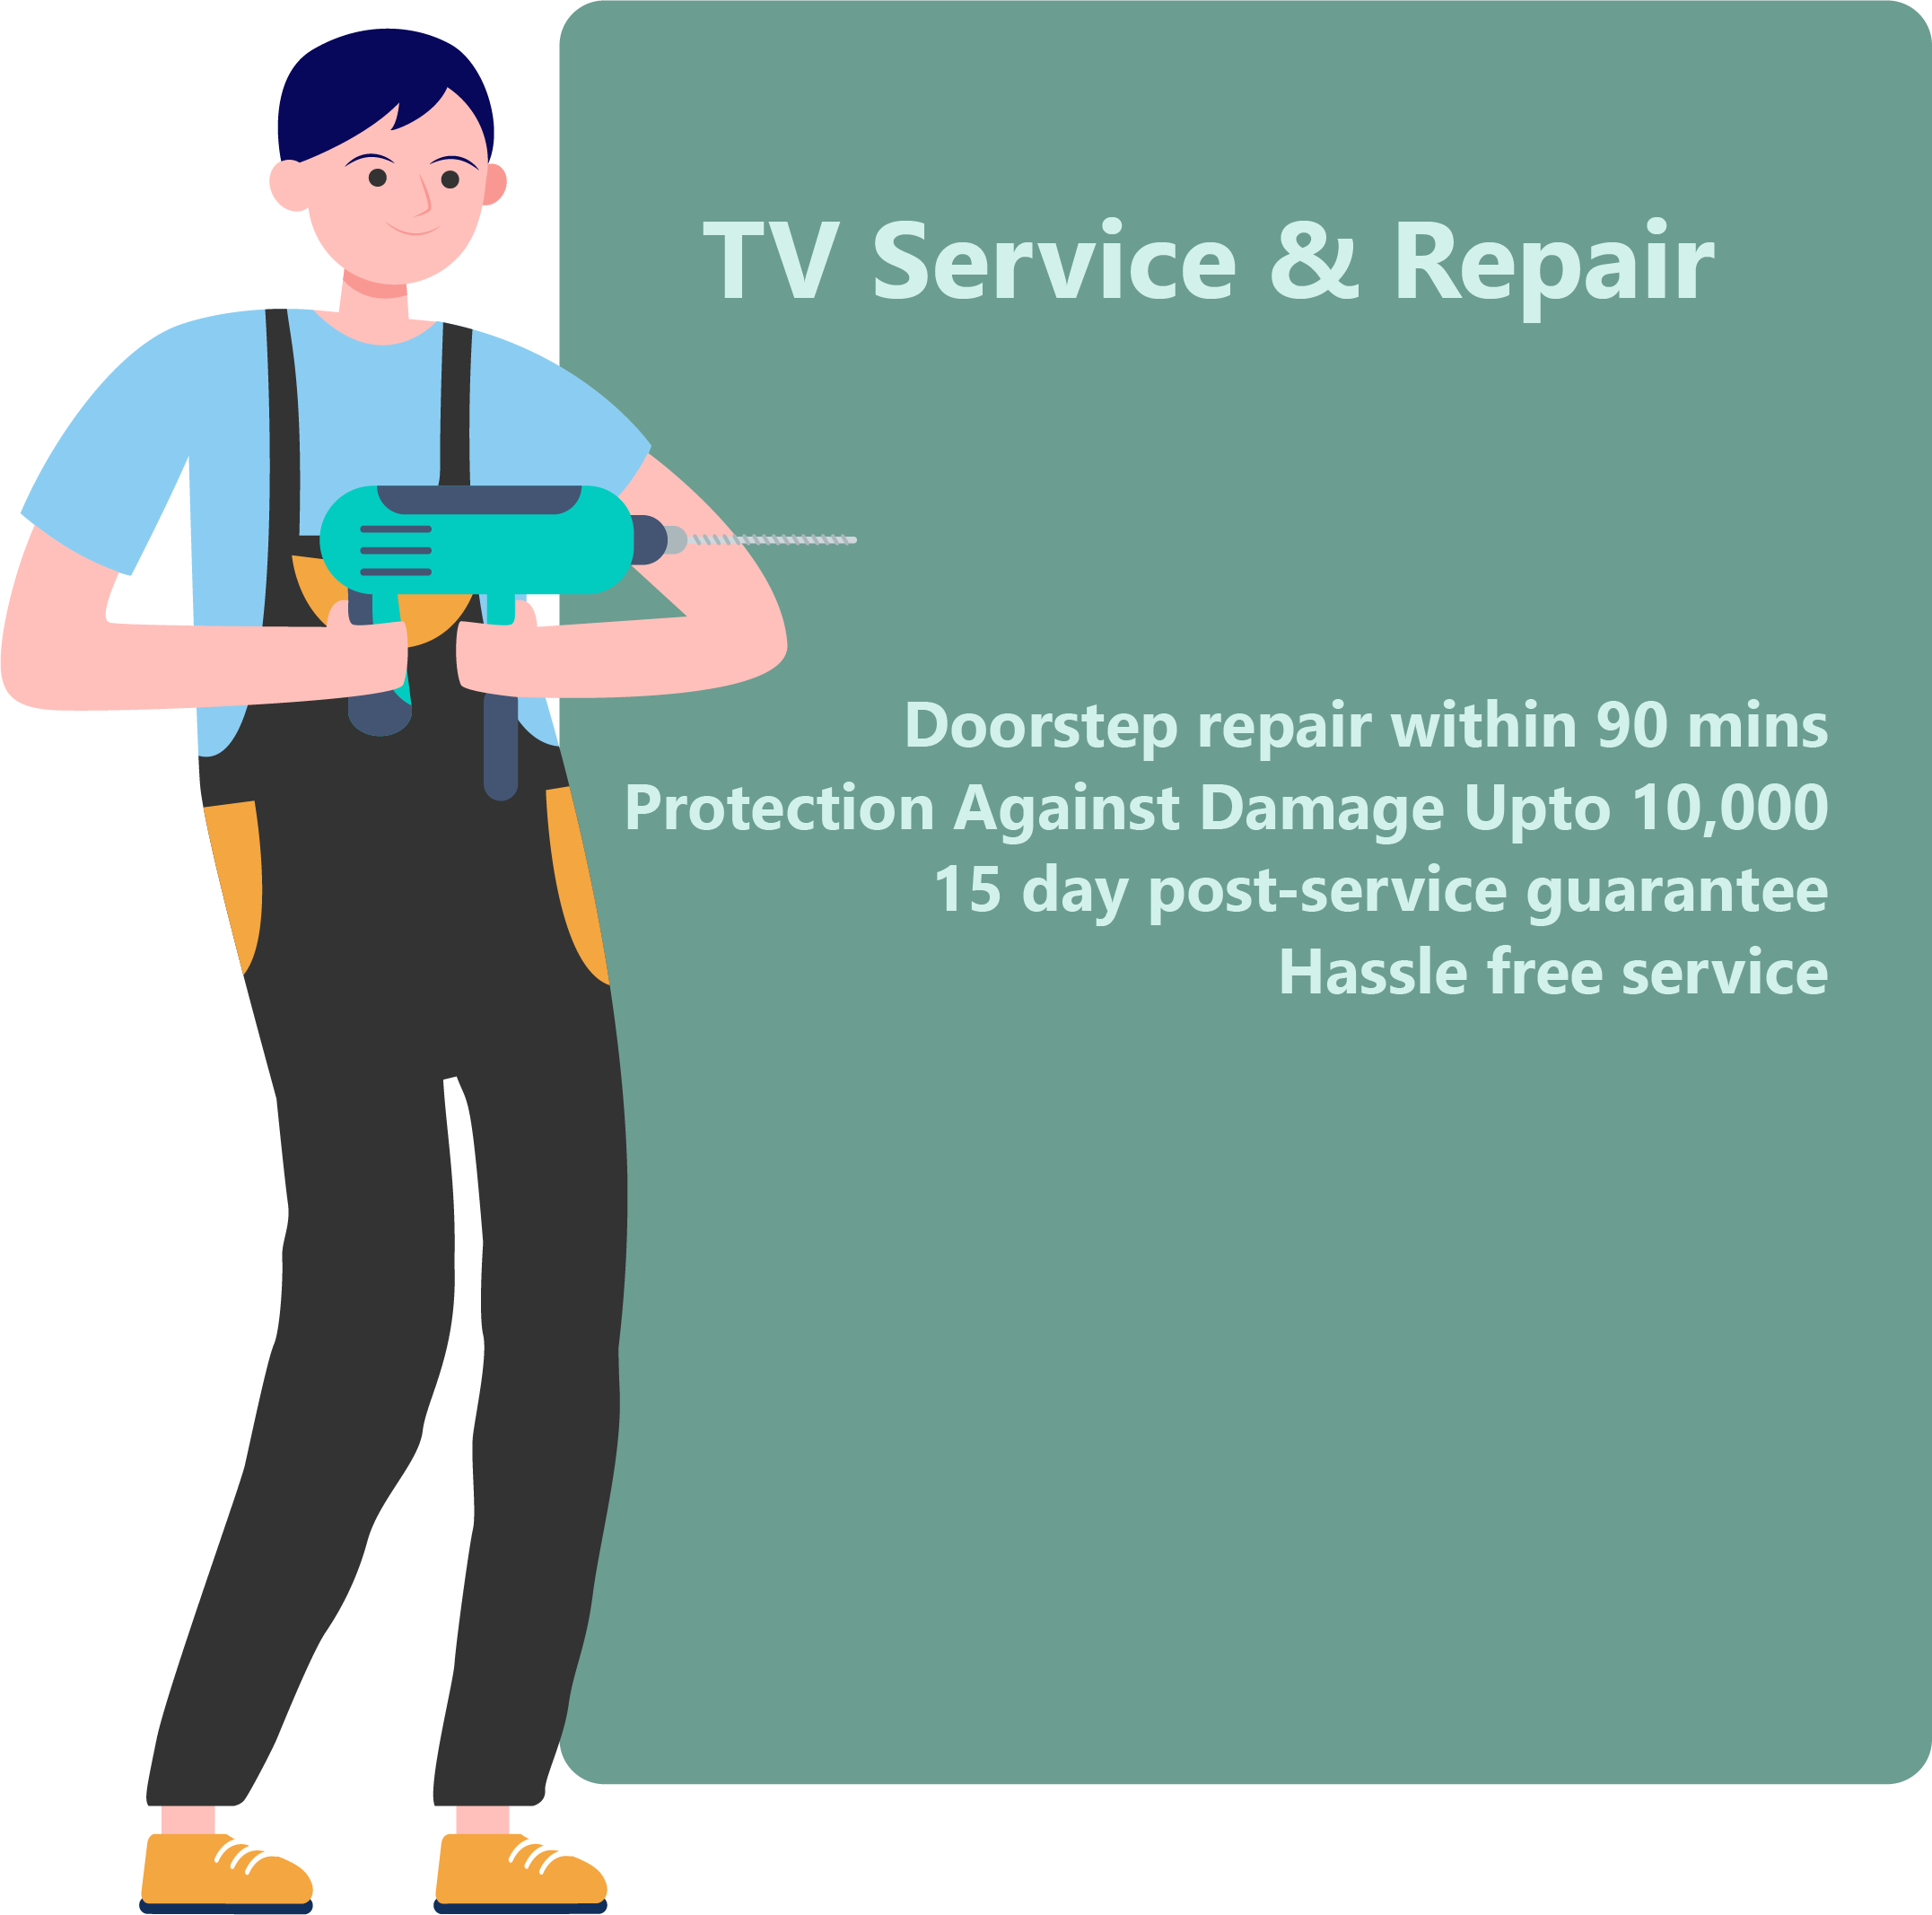 TV Service & Repair
Doorstep repair within 90 mins
Protection Against Damage Upto 10,000
15 day post-service guarantee
Hassle free service